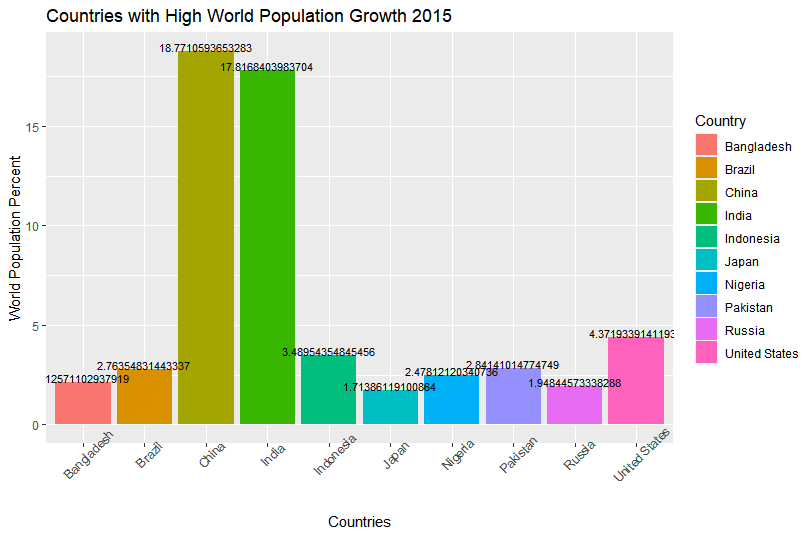 Countries with High World Population Growth 2015
18.7710593653283
17.8168403983704
12571102937919
2.76354831443337
3.48954354845456
1.71386119100864
2.47812120340736
2.84141014774749
1.94844573338288
4.3719339141193
15
10
5
0
World Population Percent
Bangladesh
Brazil
China
India
Indonesia
Japan
Nigeria
Pakistan
Russia
United States
Countries
Country
Bangladesh
Brazil
China
India
Indonesia
Japan
Nigeria
Pakistan
Russia
United States